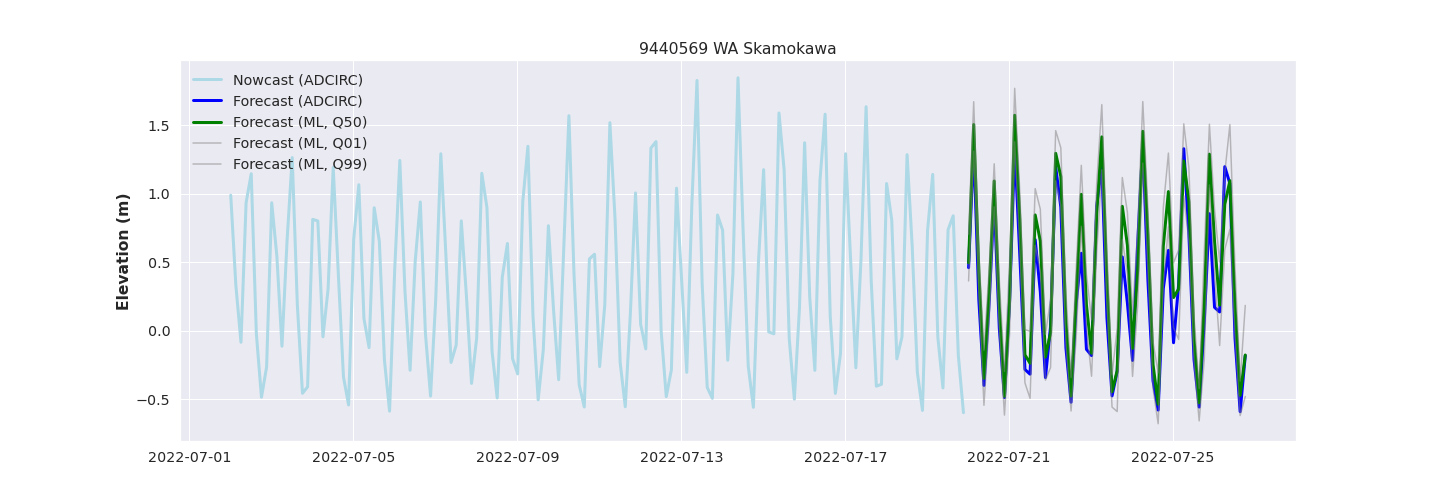 9440569 WA Skamokawa
Nowcast (ADCIRC)
Forecast (ADCIRC)
Forecast (ML, Q50)
Forecast (ML, Q01)
Forecast (ML, Q99)
Elevation (m)
1.5
1.0
0.5
0.0
−0.5
2022-07-01 2022-07-05 2022-07-09 2022-07-13 2022-07-17 2022-07-21 2022-07-25